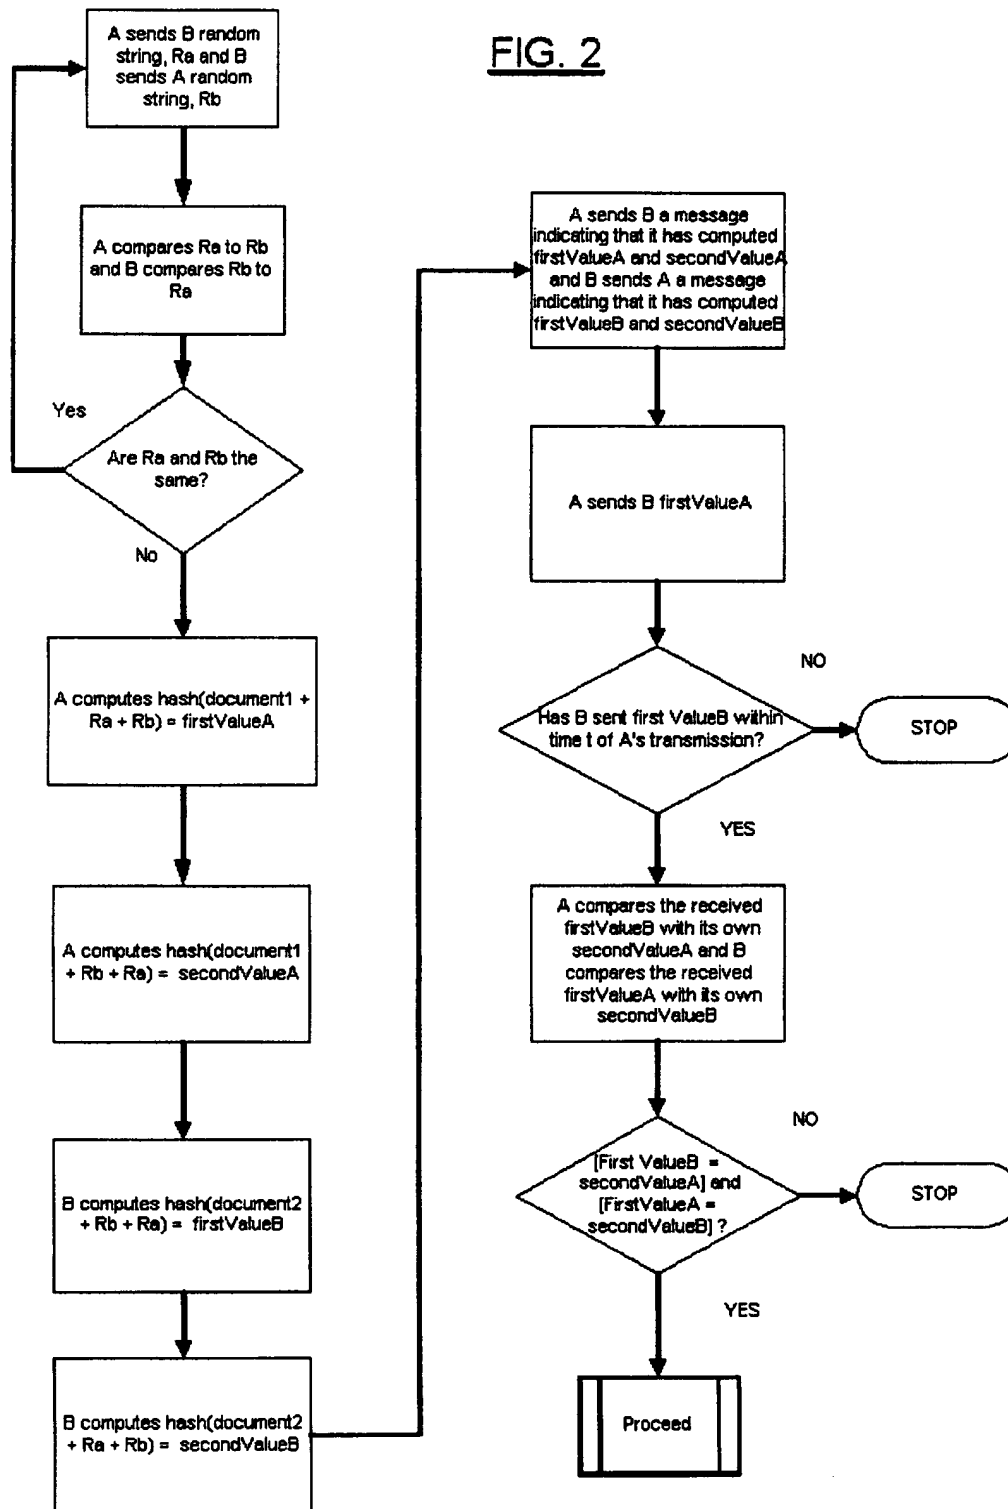 FIG. 2
A sends B random
string, Ra and B
sends A random
string, Rb
A compares Ra to Rb
and B compares Rb to
Ra
Yes
Are Ra and Rb the
same?
No
A computes hash(document1 +
Ra + Rb) = firstValueA
A computes hash(document1
+ Rb + Ra) = secondValueA
B computes hash(document2
+ Rb + Ra) = firstValueB
B computes hash(document2
+ Ra + Rb) = secondValueB
A sends B a message
indicating that it has computed
firstValueA and secondValueA
and B sends A a message
indicating that it has computed
firstValueB and secondValueB
A sends B firstValueA
NO
Has B sent first ValueB within
time t of A's transmission?
STOP
YES
A compares the received
firstValueB with its own
secondValueA and B
compares the received
firstValueA with its own
secondValueB
NO
[First ValueB =
secondValueA] and
[FirstValueA =
secondValueB] ?
STOP
YES
Proceed